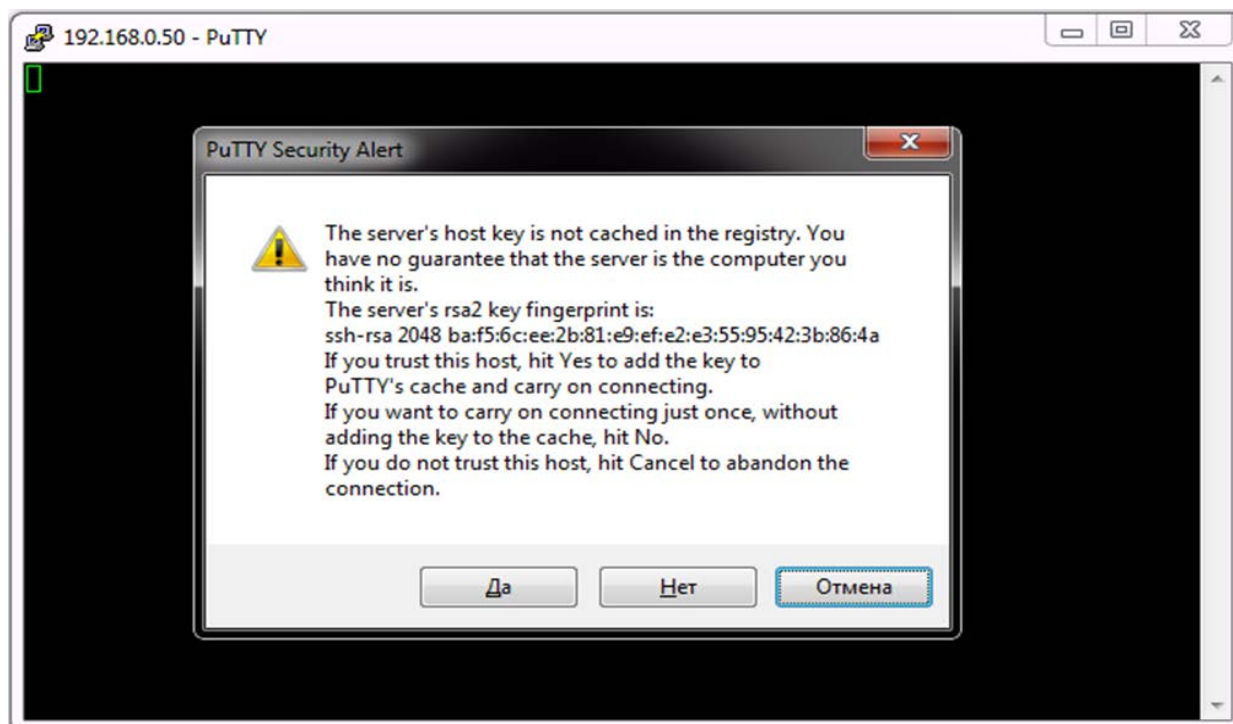 192.168.0.50 - PuTTY
PuTTY Security Alert
The server's host key is not cached in the registry. You
have no guarantee that the server is the computer you
think it is.
The server's rsa2 key fingerprint is:
ssh-rsa 2048 ba:f5:6c:ee:2b:81:e9:ef:e2:e3:55:95:42:3b:86:4a
If you trust this host, hit Yes to add the key to
PuTTY's cache and carry on connecting.
If you want to carry on connecting just once, without
adding the key to the cache, hit No.
If you do not trust this host, hit Cancel to abandon the
connection.
Да Нет Отмена